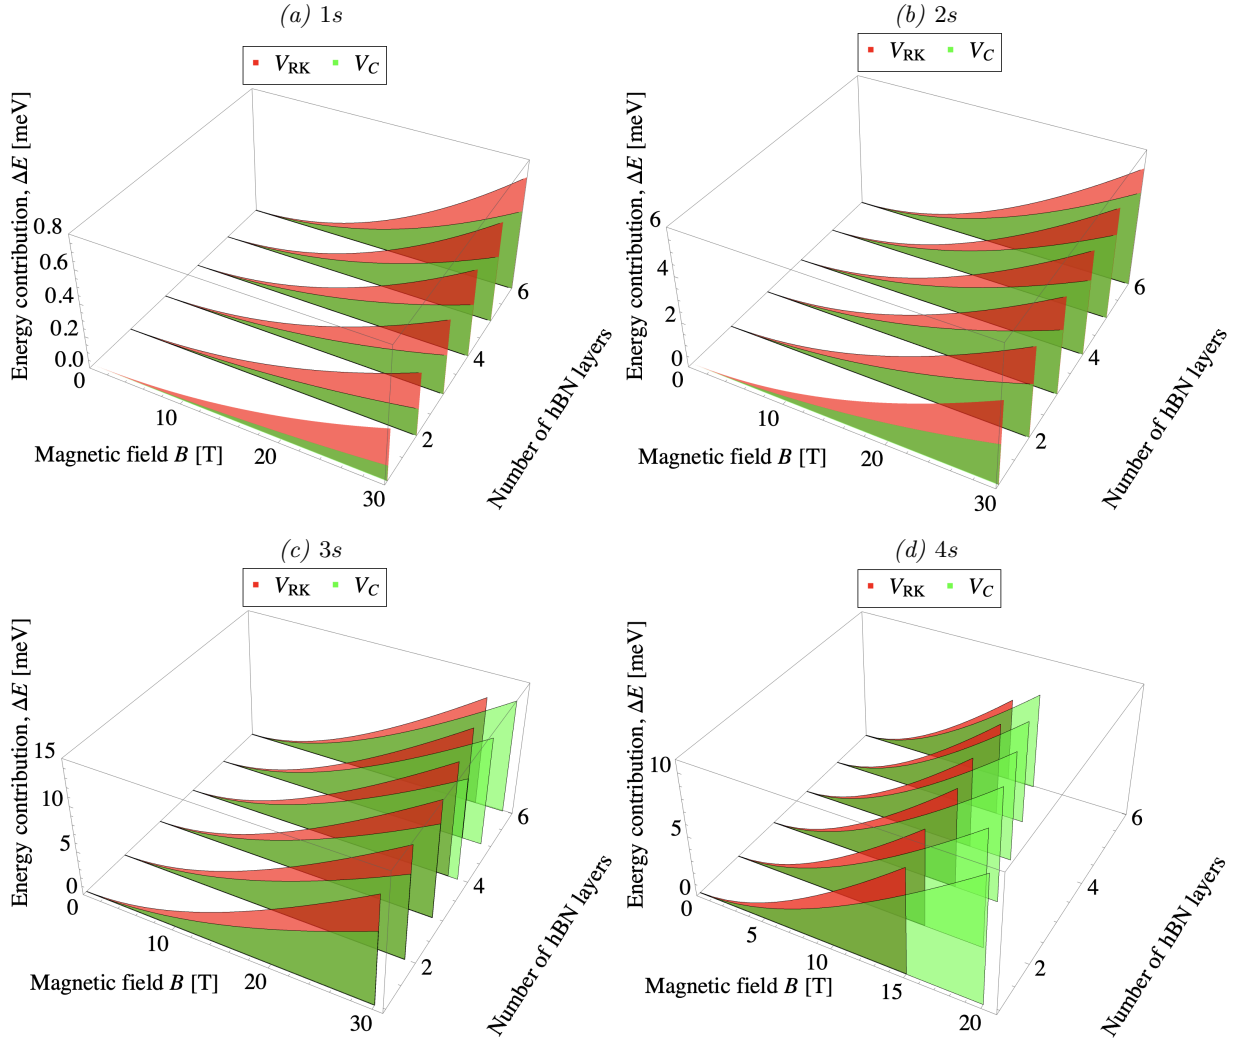 (a) 1s
V_RK V_C
Energy contribution, ΔE [meV]
0.8
0.6
0.4
0.2
0.0
0
10
20
30
Magnetic field B [T]
2
4
6
Number of hBN layers
(b) 2s
V_RK V_C
Energy contribution, ΔE [meV]
6
4
2
0
0
10
20
30
Magnetic field B [T]
2
4
6
Number of hBN layers
(c) 3s
V_RK V_C
Energy contribution, ΔE [meV]
15
10
5
0
0
10
20
30
Magnetic field B [T]
2
4
6
Number of hBN layers
(d) 4s
V_RK V_C
Energy contribution, ΔE [meV]
10
5
0
0
5
10
15
20
Magnetic field B [T]
2
4
6
Number of hBN layers